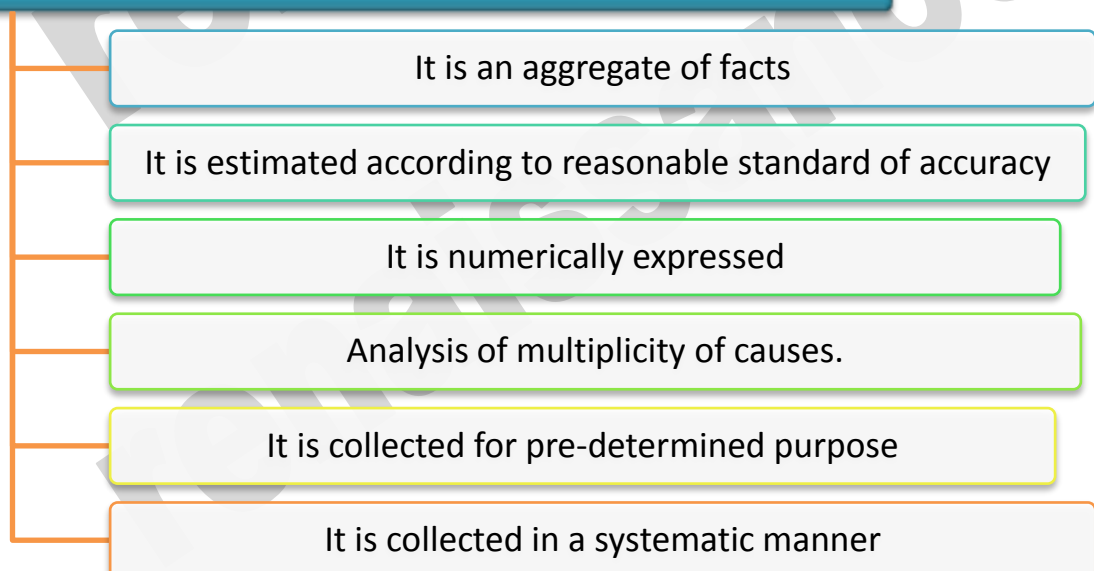 It is an aggregate of facts
It is estimated according to reasonable standard of accuracy
It is numerically expressed
Analysis of multiplicity of causes.
It is collected for pre-determined purpose
It is collected in a systematic manner